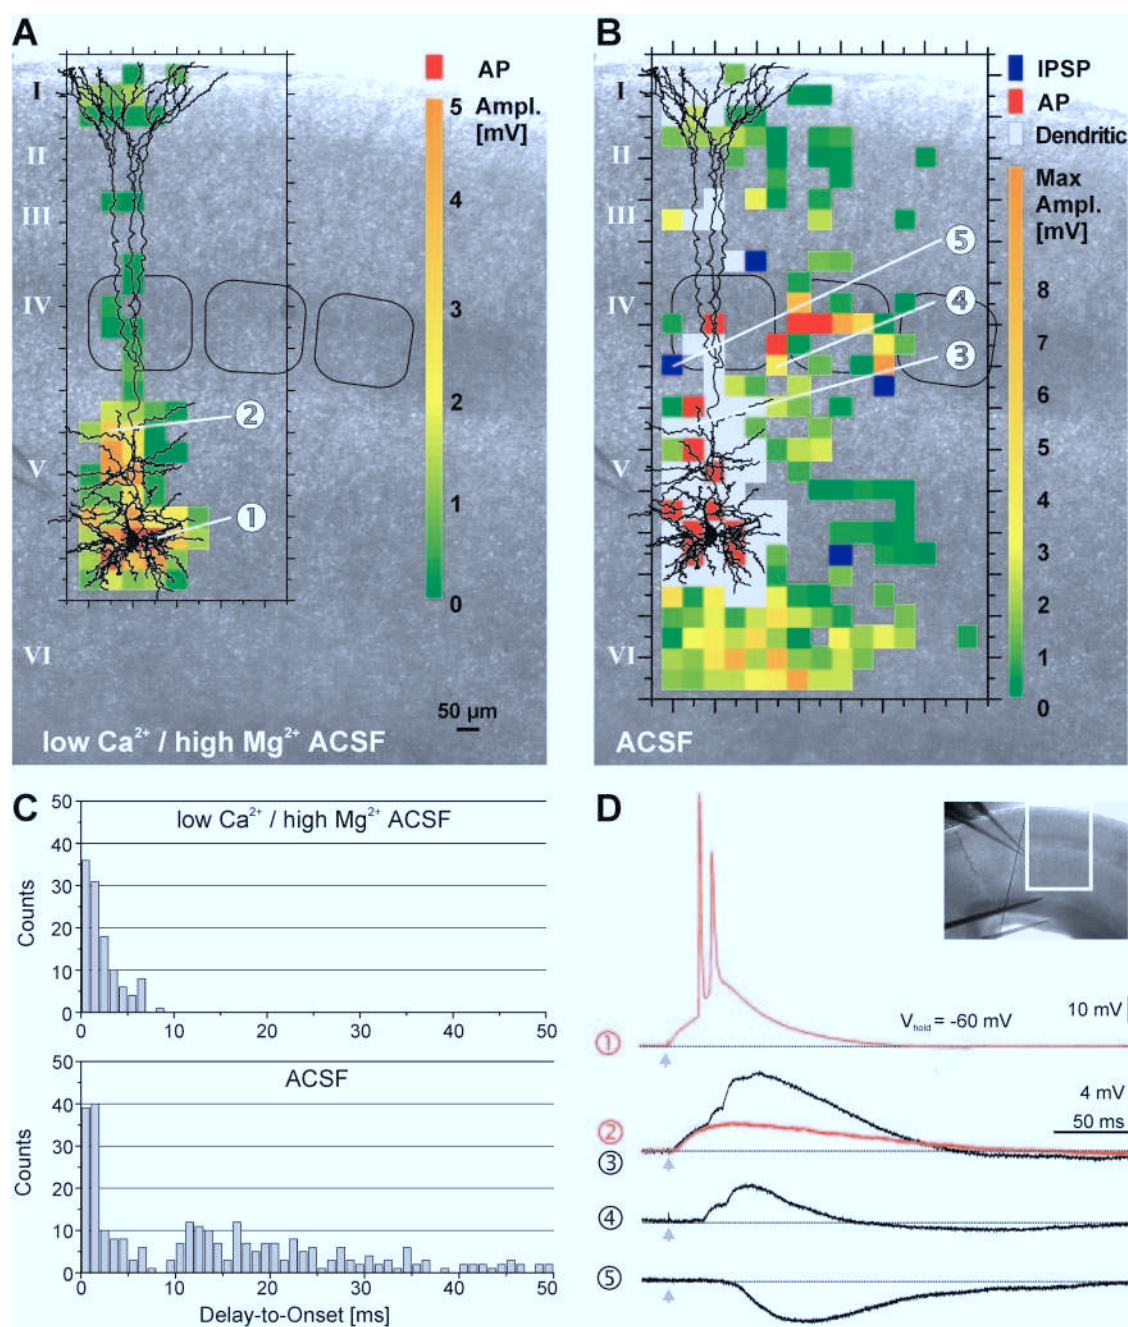 A
AP
Ampl.
[mV]
5
4
3
2
1
0
I
II
III
IV
V
VI
②
①
50 µm
low Ca²⁺ / high Mg²⁺ ACSF
B
IPSP
AP
Dendritic
Max
Ampl.
[mV]
8
7
6
5
4
3
2
1
0
I
II
III
IV
V
VI
⑤
④
③
ACSF
C
low Ca²⁺ / high Mg²⁺ ACSF
Counts
50
40
30
20
10
0
0 10 20 30 40 50
ACSF
Counts
50
40
30
20
10
0
0 10 20 30 40 50
Delay-to-Onset [ms]
D
V hold = -60 mV
10 mV
①
4 mV
50 ms
②
③
④
⑤